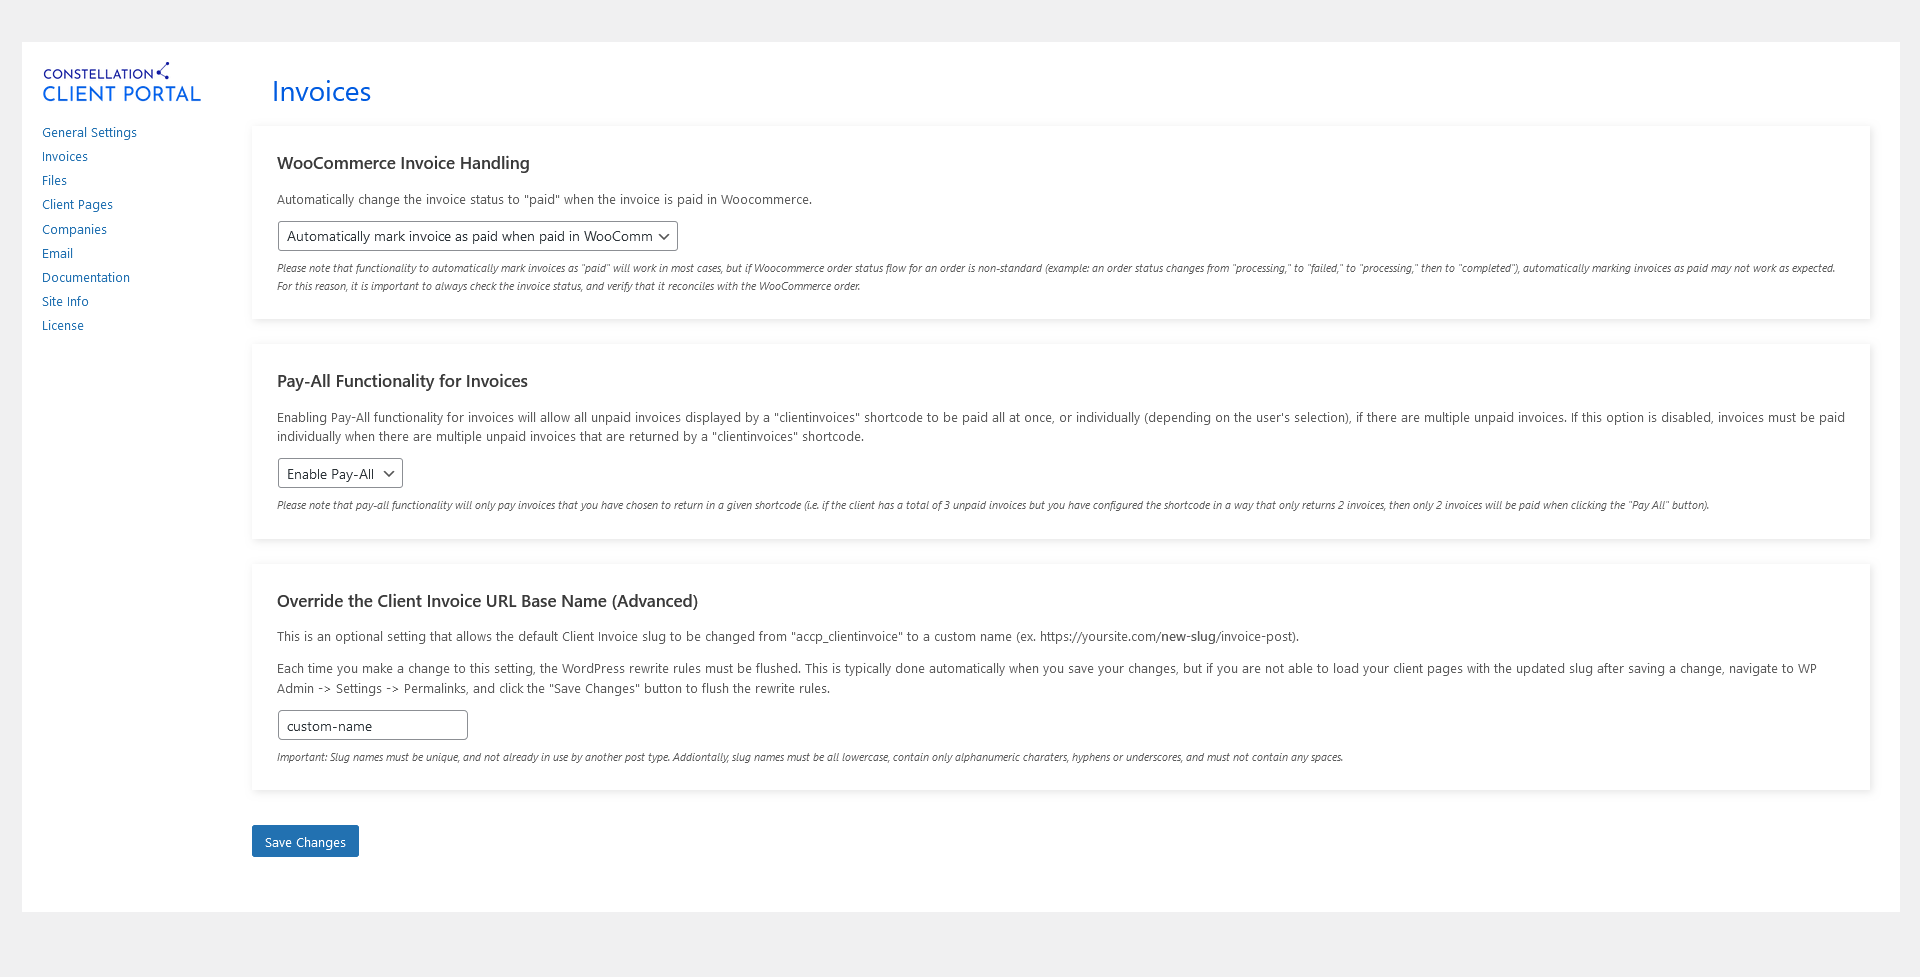 CONSTELLATION
CLIENT PORTAL
General Settings
Invoices
Files
Client Pages
Companies
Email
Documentation
Site Info
License
Invoices
WooCommerce Invoice Handling
Automatically change the invoice status to "paid" when the invoice is paid in Woocommerce.
Automatically mark invoice as paid when paid in WooComm
Please note that functionality to automatically mark invoices as "paid" will work in most cases, but if Woocommerce order status flow for an order is non-standard (example: an order status changes from "processing," to "failed," to "processing," then to "completed"), automatically marking invoices as paid may not work as expected.
For this reason, it is important to always check the invoice status, and verify that it reconciles with the WooCommerce order.
Pay-All Functionality for Invoices
Enabling Pay-All functionality for invoices will allow all unpaid invoices displayed by a "clientinvoices" shortcode to be paid all at once, or individually (depending on the user's selection), if there are multiple unpaid invoices. If this option is disabled, invoices must be paid
individually when there are multiple unpaid invoices that are returned by a "clientinvoices" shortcode.
Enable Pay-All
Please note that pay-all functionality will only pay invoices that you have chosen to return in a given shortcode (i.e. if the client has a total of 3 unpaid invoices but you have configured the shortcode in a way that only returns 2 invoices, then only 2 invoices will be paid when clicking the "Pay All" button).
Override the Client Invoice URL Base Name (Advanced)
This is an optional setting that allows the default Client Invoice slug to be changed from "accp_clientinvoice" to a custom name (ex. https://yoursite.com/new-slug/invoice-post).
Each time you make a change to this setting, the WordPress rewrite rules must be flushed. This is typically done automatically when you save your changes, but if you are not able to load your client pages with the updated slug after saving a change, navigate to WP
Admin -> Settings -> Permalinks, and click the "Save Changes" button to flush the rewrite rules.
custom-name
Important: Slug names must be unique, and not already in use by another post type. Addiontally, slug names must be all lowercase, contain only alphanumeric charaters, hyphens or underscores, and must not contain any spaces.
Save Changes